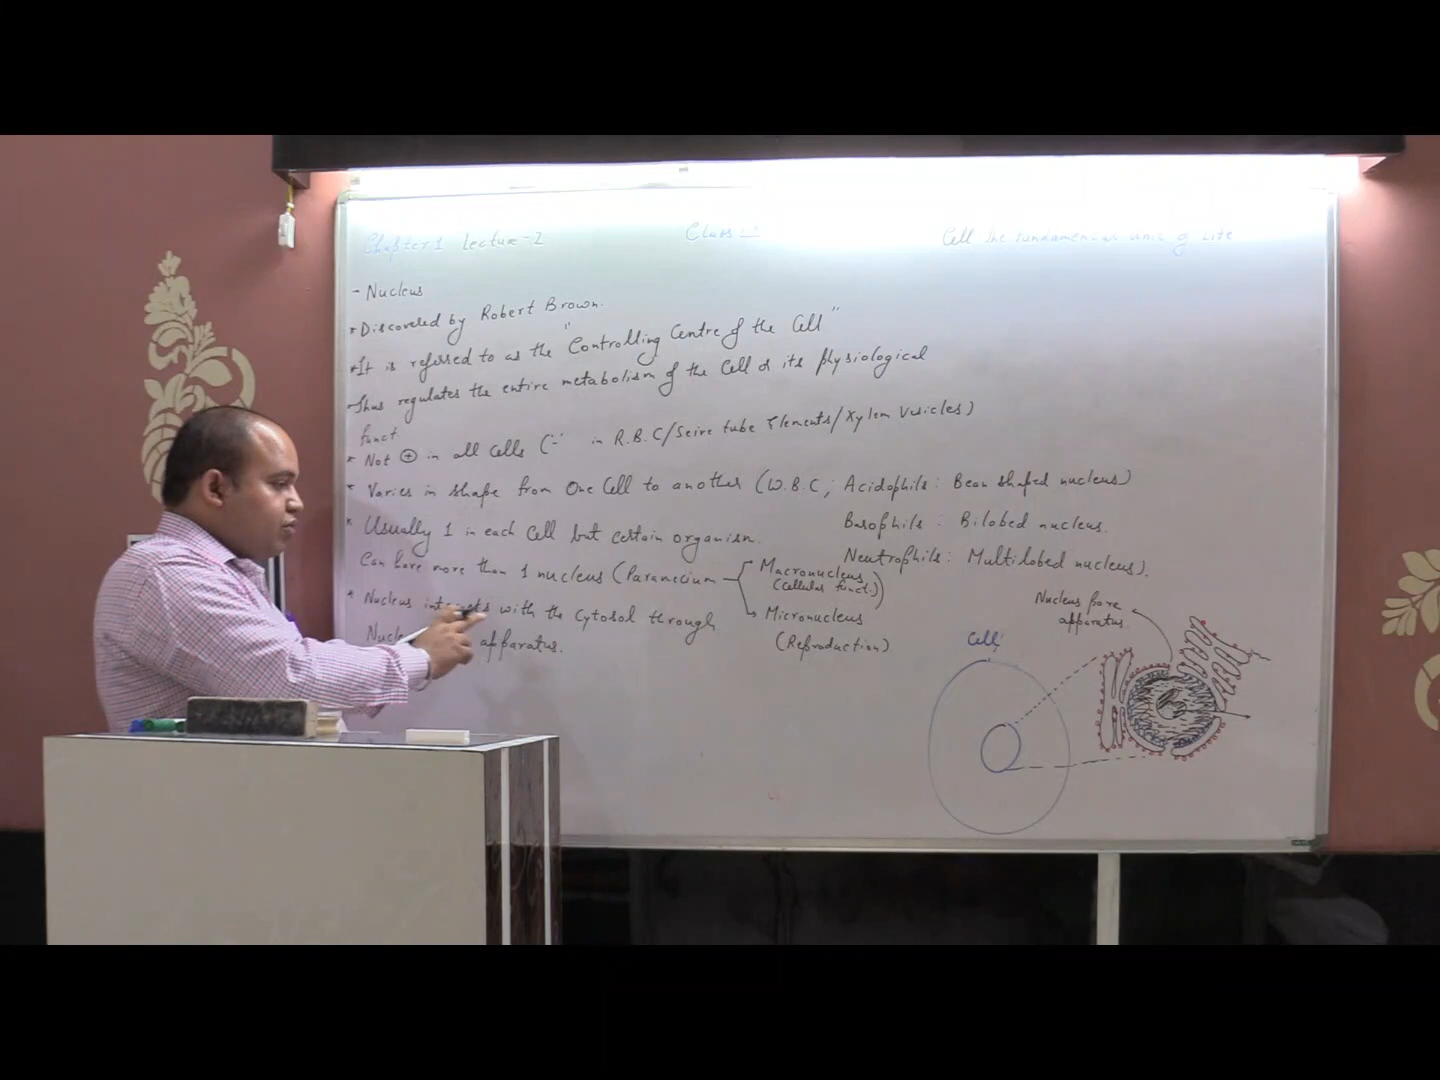 Chapter 1 Lecture-2
Class
Cell the fundamental unit of Life
- Nucleus
* Discovered by Robert Brown.
* It is referred to as the "Controlling Centre of the Cell"
* Thus regulates the entire metabolism of the Cell & its physiological
funct.
* Not ⊕ in all cells (∵ in R.B.C/Seive tube Elements/Xylem Vesicles)
* Varies in shape from One Cell to another (W.B.C; Acidophils: Bean shaped nucleus)
Basophils: Bilobed nucleus.
Neutrophils: Multilobed nucleus).
* Usually 1 in each Cell but certain organism
Can have more than 1 nucleus (Paramecium
Macronucleus
(Cellular funct.))
Micronucleus
(Reproduction)
* Nucleus interacts with the Cytosol through
apparatus.
Nucleus pore
apparatus.
Cell